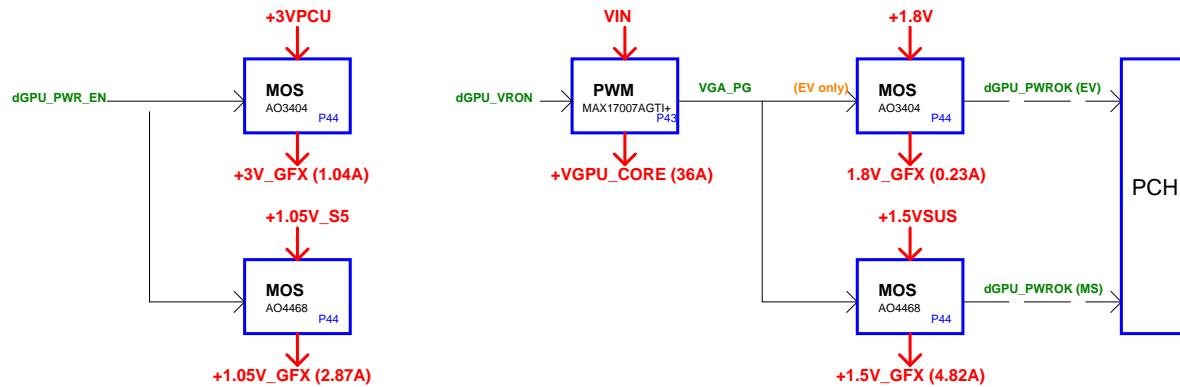 +3VPCU
dGPU_PWR_EN
MOS
AO3404
P44
+3V_GFX (1.04A)
+1.05V_S5
MOS
AO4468
P44
+1.05V_GFX (2.87A)
VIN
dGPU_VRON
PWM
MAX17007AGTI+
P43
+VGPU_CORE (36A)
VGA_PG
(EV only)
+1.8V
MOS
AO3404
P44
1.8V_GFX (0.23A)
dGPU_PWROK (EV)
+1.5VSUS
MOS
AO4468
P44
+1.5V_GFX (4.82A)
dGPU_PWROK (MS)
PCH